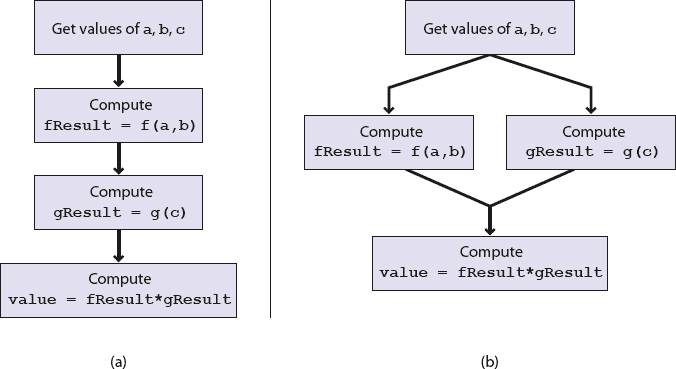 Get values of a, b, c
Compute
fResult = f(a,b)
Compute
gResult = g(c)
Compute
value = fResult*gResult
(a)
Get values of a, b, c
Compute
fResult = f(a,b)
Compute
gResult = g(c)
Compute
value = fResult*gResult
(b)